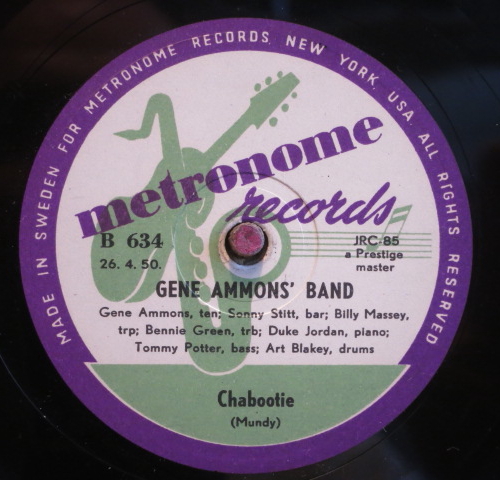 MADE IN SWEDEN FOR METRONOME RECORDS, NEW YORK, USA. ALL RIGHTS RESERVED
metronome
records
B 634
26. 4. 50.
JRC-85
a Prestige
master
GENE AMMONS' BAND
Gene Ammons, ten; Sonny Stitt, bar; Billy Massey,
trp; Bennie Green, trb; Duke Jordan, piano;
Tommy Potter, bass; Art Blakey, drums
Chabootie
(Mundy)